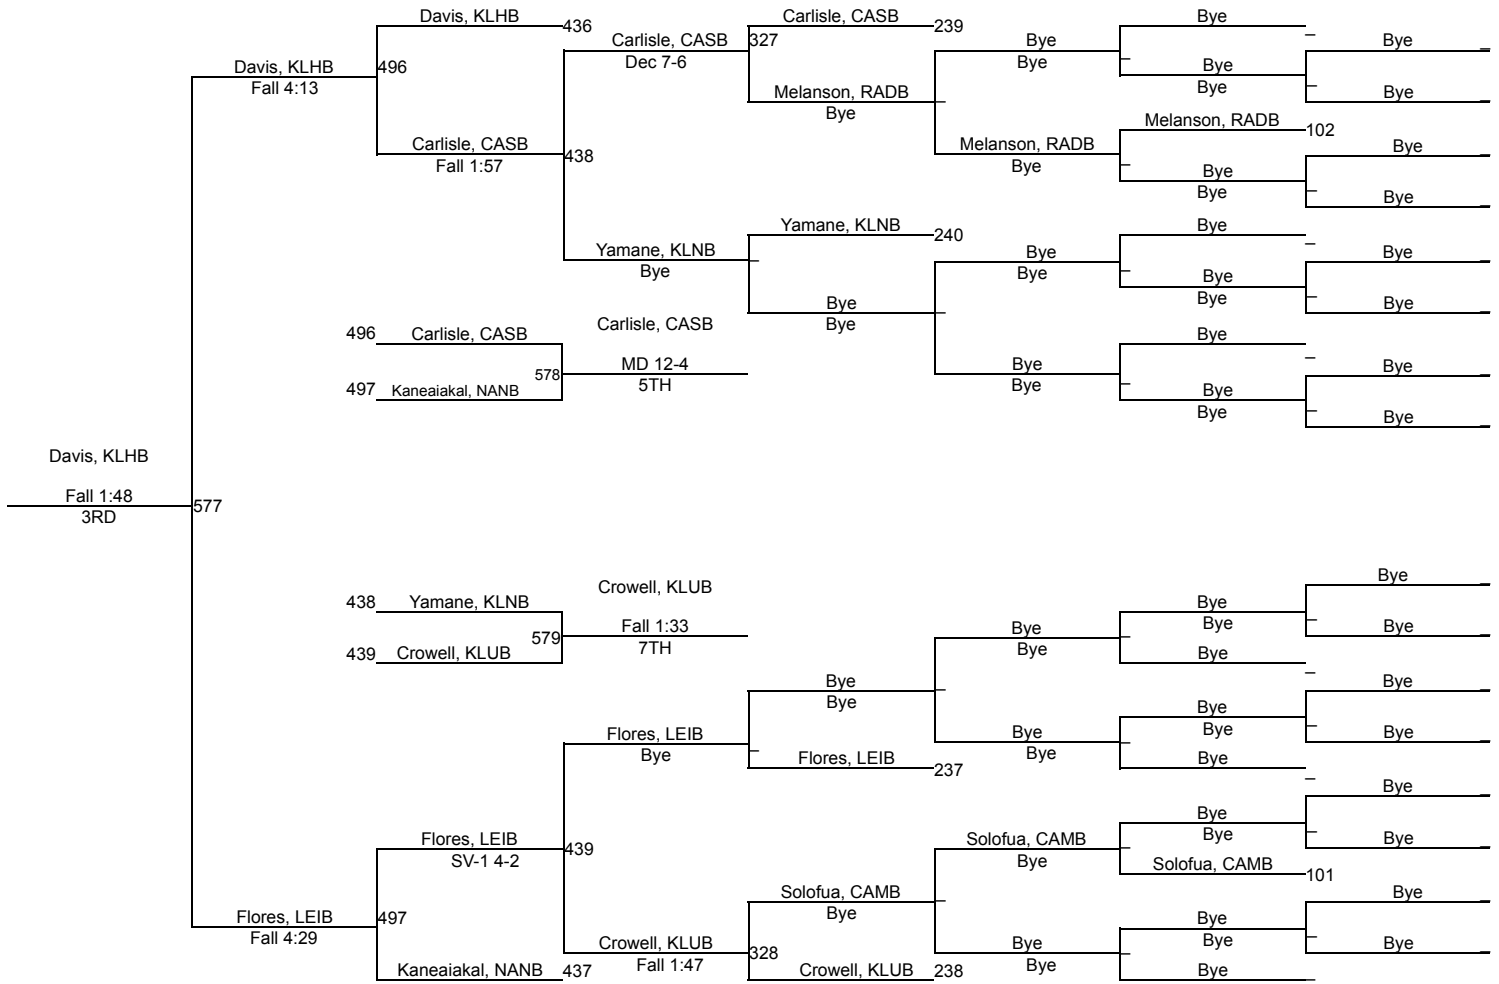 Davis, KLHB
436
Carlisle, CASB
239
Bye
Carlisle, CASB
327
Dec 7-6
Bye
Bye
Bye
Davis, KLHB
496
Fall 4:13
Bye
Bye
Melanson, RADB
Bye
Bye
Melanson, RADB
102
Carlisle, CASB
438
Fall 1:57
Melanson, RADB
Bye
Bye
Bye
Bye
Bye
Yamane, KLNB
240
Bye
Yamane, KLNB
Bye
Bye
Bye
Bye
Bye
Bye
Bye
Bye
Bye
Carlisle, CASB
496
Carlisle, CASB
Bye
MD 12-4
578
5TH
Bye
Bye
Bye
497
Kaneaiakal, NANB
Bye
Bye
Bye
Davis, KLHB
Fall 1:48
577
3RD
Crowell, KLUB
Bye
438
Yamane, KLNB
Bye
Bye
Fall 1:33
579
7TH
Bye
Bye
Bye
439
Crowell, KLUB
Bye
Bye
Bye
Bye
Bye
Bye
Flores, LEIB
Bye
Bye
Bye
Bye
Flores, LEIB
237
Bye
Bye
Bye
Bye
Flores, LEIB
439
SV-1 4-2
Solofua, CAMB
Bye
Bye
Solofua, CAMB
101
Solofua, CAMB
Bye
Bye
Flores, LEIB
497
Fall 4:29
Bye
Bye
Crowell, KLUB
328
Fall 1:47
Bye
Bye
Bye
Kaneaiakal, NANB
437
Crowell, KLUB
238
Bye